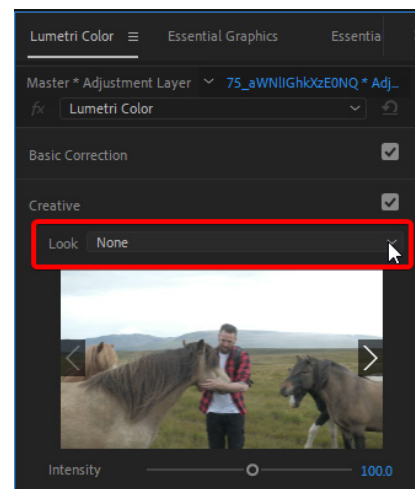 Lumetri Color Essential Graphics Essentia
Master * Adjustment Layer 75_aWNlIGhkXzE0NQ * Adj...
fx Lumetri Color
Basic Correction
Creative
Look None
Intensity 100.0